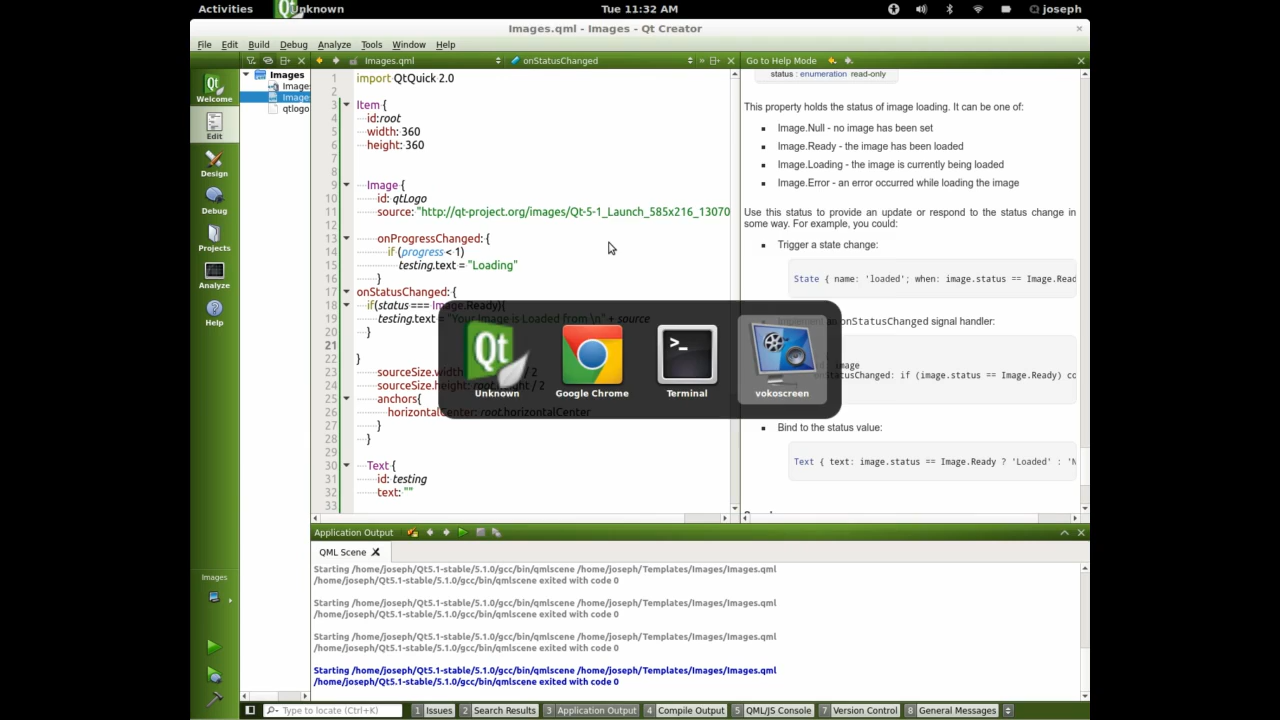 Activities
Unknown
Tue 11:32 AM
joseph
Images.qml - Images - Qt Creator
File Edit Build Debug Analyze Tools Window Help
Images.qml
onStatusChanged
Go to Help Mode
Welcome
Edit
Design
Debug
Projects
Analyze
Help
Images
Images
Images
qtlogo
1 import QtQuick 2.0
2
3 Item {
4 id:root
5 width: 360
6 height: 360
7
8
9 Image {
10 id: qtLogo
11 source: "http://qt-project.org/images/Qt-5-1_Launch_585x216_13070
12
13 onProgressChanged: {
14 if (progress < 1)
15 testing.text = "Loading"
16 }
17 onStatusChanged: {
18 if(status === Image.Ready){
19 testing.text = "Your Image is Loaded from \n" + source
20 }
21
22 }
23 sourceSize.width / 2
24 sourceSize.height: root.height / 2
25 anchors{
26 horizontalCenter: root.horizontalCenter
27 }
28 }
29
30 Text {
31 id: testing
32 text: ""
33
status : enumeration read-only
This property holds the status of image loading. It can be one of:
Image.Null - no image has been set
Image.Ready - the image has been loaded
Image.Loading - the image is currently being loaded
Image.Error - an error occurred while loading the image
Use this status to provide an update or respond to the status change in
some way. For example, you could:
Trigger a state change:
State { name: 'loaded'; when: image.status == Image.Read
Implement an onStatusChanged signal handler:
image
onStatusChanged: if (image.status == Image.Ready) co
Bind to the status value:
Text { text: image.status == Image.Ready ? 'Loaded' : 'N
Unknown
Google Chrome
Terminal
vokoscreen
Application Output
QML Scene
Starting /home/joseph/Qt5.1-stable/5.1.0/gcc/bin/qmlscene /home/joseph/Templates/Images/Images.qml
/home/joseph/Qt5.1-stable/5.1.0/gcc/bin/qmlscene exited with code 0
Starting /home/joseph/Qt5.1-stable/5.1.0/gcc/bin/qmlscene /home/joseph/Templates/Images/Images.qml
/home/joseph/Qt5.1-stable/5.1.0/gcc/bin/qmlscene exited with code 0
Starting /home/joseph/Qt5.1-stable/5.1.0/gcc/bin/qmlscene /home/joseph/Templates/Images/Images.qml
/home/joseph/Qt5.1-stable/5.1.0/gcc/bin/qmlscene exited with code 0
Starting /home/joseph/Qt5.1-stable/5.1.0/gcc/bin/qmlscene /home/joseph/Templates/Images/Images.qml
/home/joseph/Qt5.1-stable/5.1.0/gcc/bin/qmlscene exited with code 0
Images
Type to locate (Ctrl+K)
1 Issues
2 Search Results
3 Application Output
4 Compile Output
5 QML/JS Console
7 Version Control
8 General Messages